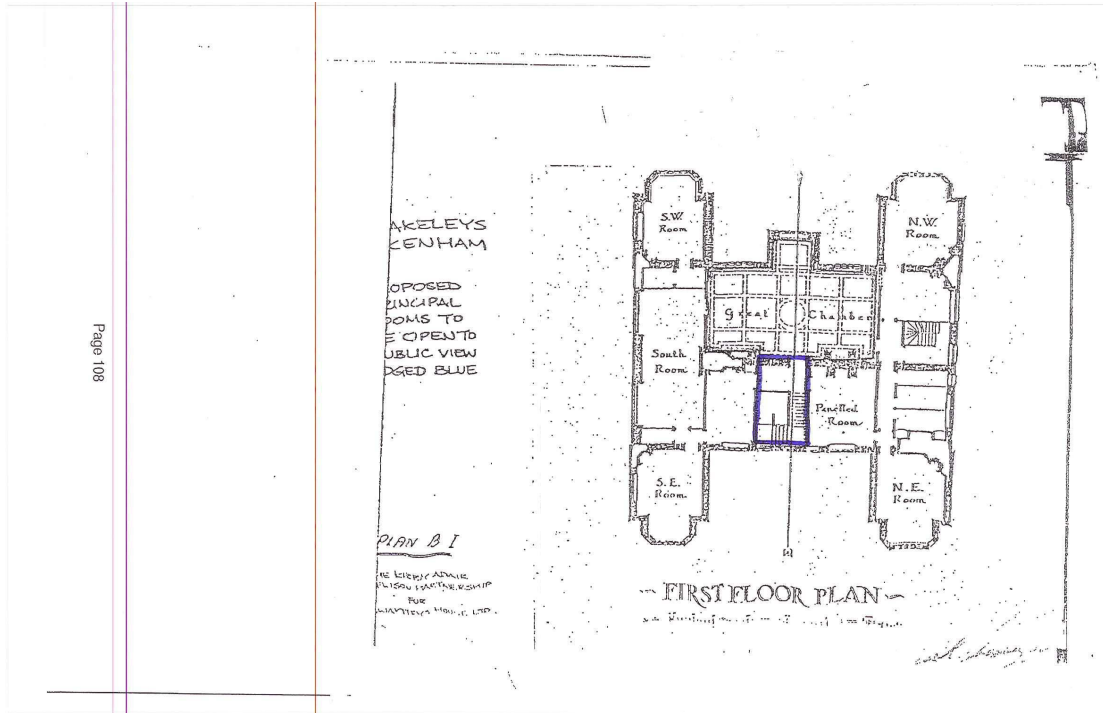 Page 108
AKELEYS
KENHAM
OPOSED
INCIPAL
OOMS TO
E OPEN TO
UBLIC VIEW
DGED BLUE
PLAN B I
FOR
S.W.
Room
N.W.
Room
Great Chamber
South
Room
Panelled
Room
S.E.
Room
N.E.
Room
FIRST FLOOR PLAN